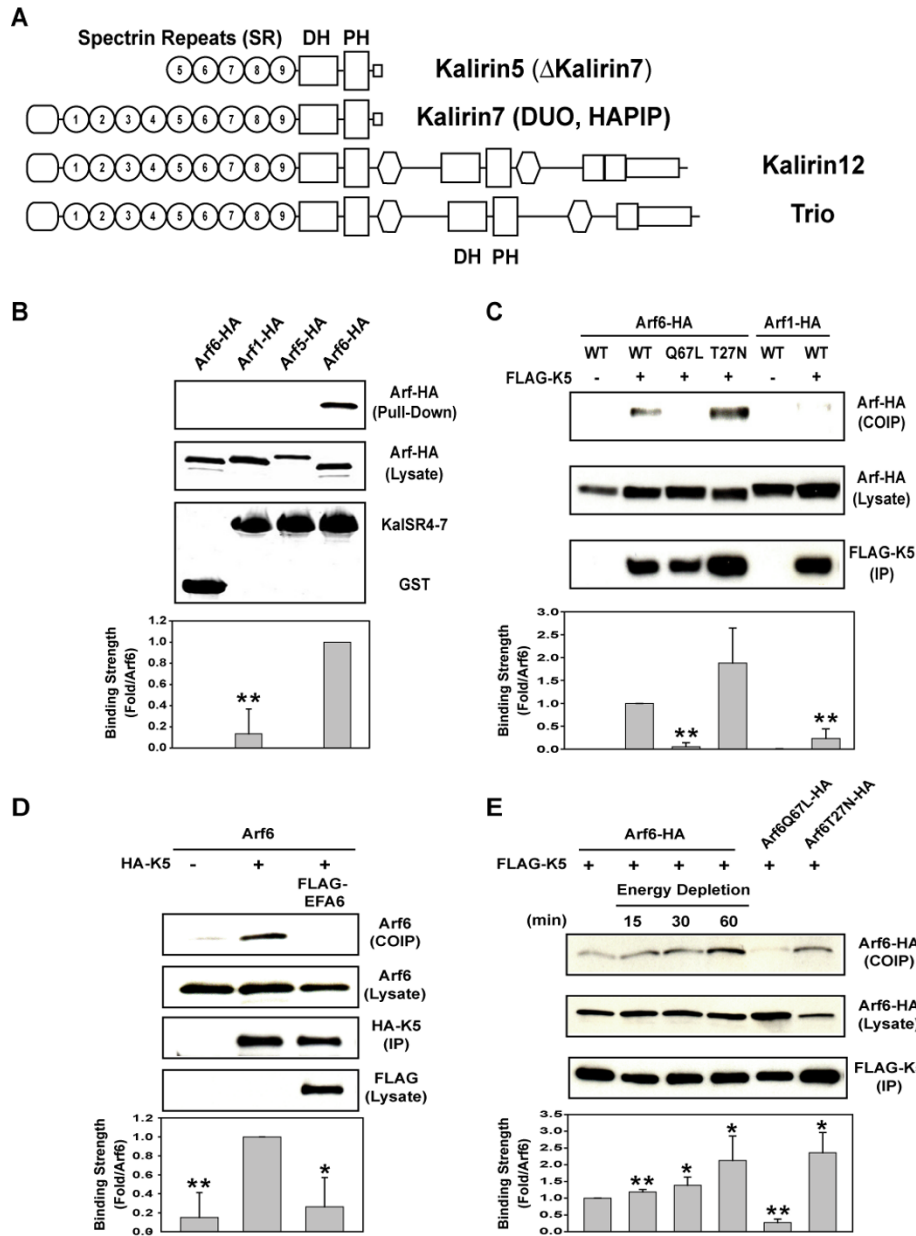 A
Spectrin Repeats (SR) DH PH
5 6 7 8 9 Kalirin5 (ΔKalirin7)
1 2 3 4 5 6 7 8 9 Kalirin7 (DUO, HAPIP)
1 2 3 4 5 6 7 8 9 Kalirin12
1 2 3 4 5 6 7 8 9 Trio
DH PH
B
Arf6-HA Arf1-HA Arf5-HA Arf6-HA
Arf-HA
(Pull-Down)
Arf-HA
(Lysate)
KalSR4-7
GST
Binding Strength
(Fold/Arf6)
1.2
1.0
0.8
0.6
0.4
0.2
0.0
**
C
Arf6-HA Arf1-HA
WT WT Q67L T27N WT WT
FLAG-K5 - + + + - +
Arf-HA
(COIP)
Arf-HA
(Lysate)
FLAG-K5
(IP)
Binding Strength
(Fold/Arf6)
3.0
2.5
2.0
1.5
1.0
0.5
0.0
** **
D
Arf6
HA-K5 - + +
FLAG-
EFA6
Arf6
(COIP)
Arf6
(Lysate)
HA-K5
(IP)
FLAG
(Lysate)
Binding Strength
(Fold/Arf6)
1.2
1.0
0.8
0.6
0.4
0.2
0.0
** *
E
Arf6-HA Arf6Q67L-HA Arf6T27N-HA
FLAG-K5 + + + + + +
Energy Depletion
(min) 15 30 60
Arf6-HA
(COIP)
Arf6-HA
(Lysate)
FLAG-K5
(IP)
Binding Strength
(Fold/Arf6)
3.5
3.0
2.5
2.0
1.5
1.0
0.5
0.0
** * * ** *